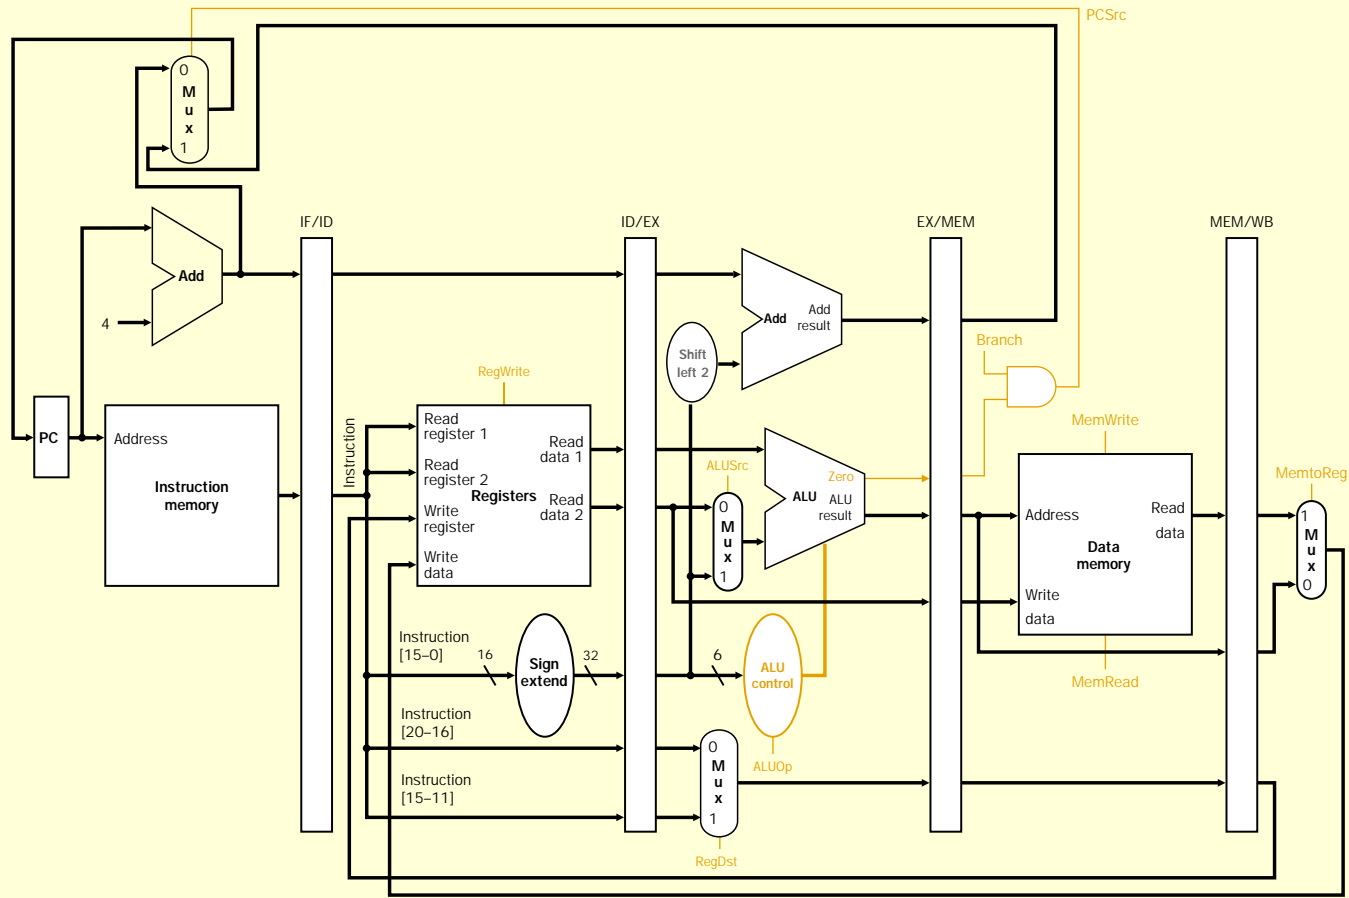 PCSrc
0
M
u
x
1
IF/ID
ID/EX
EX/MEM
MEM/WB
Add
4
Add
Add
result
Shift
left 2
Branch
RegWrite
PC
Address
Instruction
memory
Instruction
Read
register 1
Read
register 2
Write
register
Write
data
Registers
Read
data 1
Read
data 2
ALUSrc
0
M
u
x
1
Zero
ALU
ALU
result
MemWrite
Address
Read
data
Data
memory
Write
data
MemRead
MemtoReg
1
M
u
x
0
Instruction
[15–0]
16
Sign
extend
32
6
ALU
control
ALUOp
Instruction
[20–16]
Instruction
[15–11]
0
M
u
x
1
RegDst